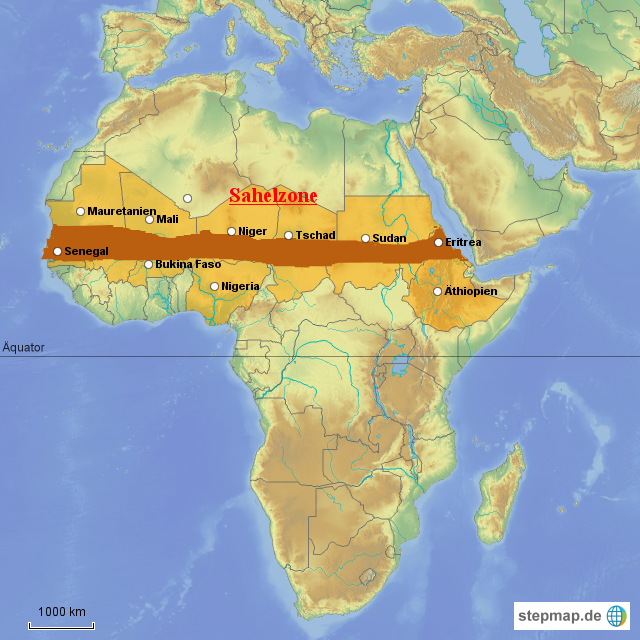 Sahelzone
Mauretanien
Mali
Niger
Tschad
Sudan
Eritrea
Senegal
Bukina Faso
Nigeria
Äthiopien
Äquator
1000 km
stepmap.de